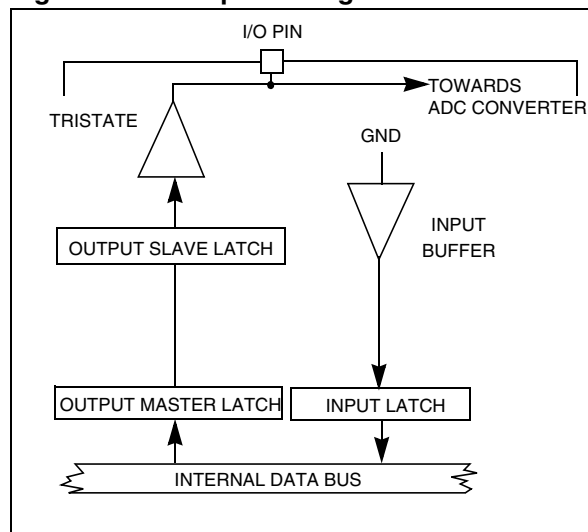 I/O PIN
TOWARDS
ADC CONVERTER
TRISTATE
GND
INPUT
BUFFER
OUTPUT SLAVE LATCH
OUTPUT MASTER LATCH
INPUT LATCH
INTERNAL DATA BUS